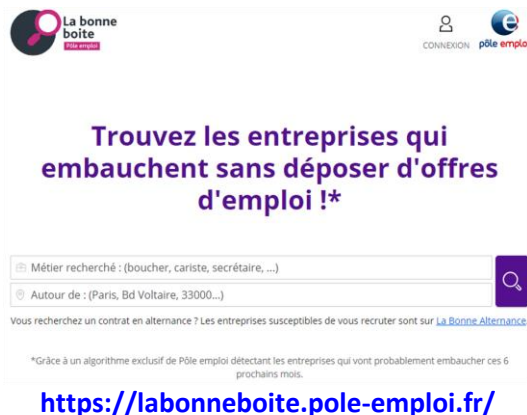 La bonne
boite
Pôle emploi
CONNEXION
pôle emploi
Trouvez les entreprises qui
embauchent sans déposer d'offres
d'emploi !*
Métier recherché : (boucher, cariste, secrétaire, ...)
Autour de : (Paris, Bd Voltaire, 33000...)
Vous recherchez un contrat en alternance ? Les entreprises susceptibles de vous recruter sont sur La Bonne Alternance
*Grâce à un algorithme exclusif de Pôle emploi détectant les entreprises qui vont probablement embaucher ces 6
prochains mois.
https://labonneboite.pole-emploi.fr/